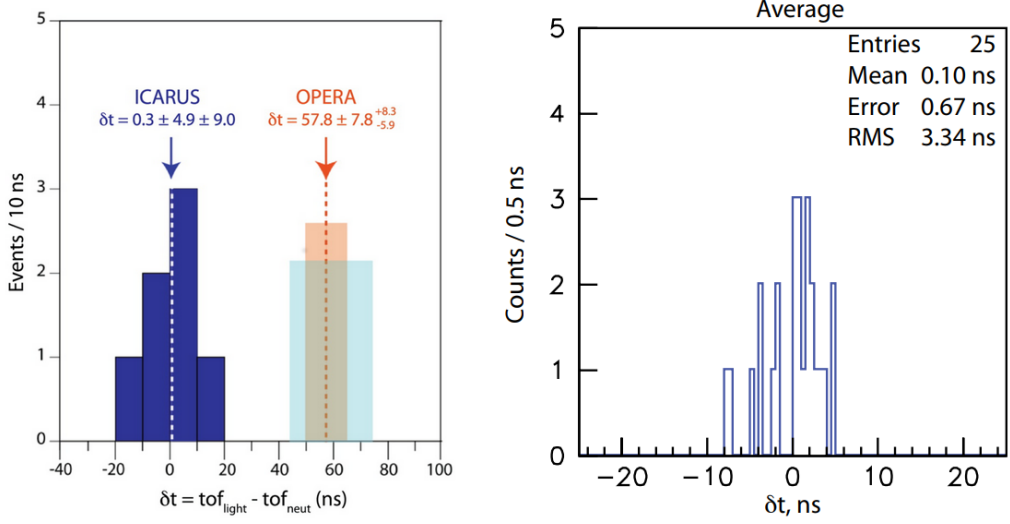 5
4
3
2
1
0
Events / 10 ns
ICARUS
δt = 0.3 ± 4.9 ± 9.0
OPERA
δt = 57.8 ± 7.8 +8.3 -5.9
-40 -20 0 20 40 60 80 100
δt = tof_light - tof_neut (ns)
Average
Entries 25
Mean 0.10 ns
Error 0.67 ns
RMS 3.34 ns
5
4
3
2
1
0
Counts / 0.5 ns
−20 −10 0 10 20
δt, ns